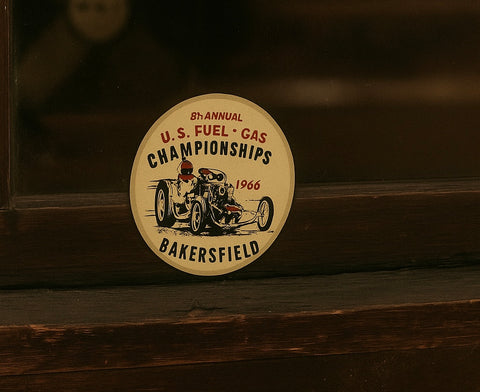 8th ANNUAL
U.S. FUEL · GAS
CHAMPIONSHIPS
1966
BAKERSFIELD